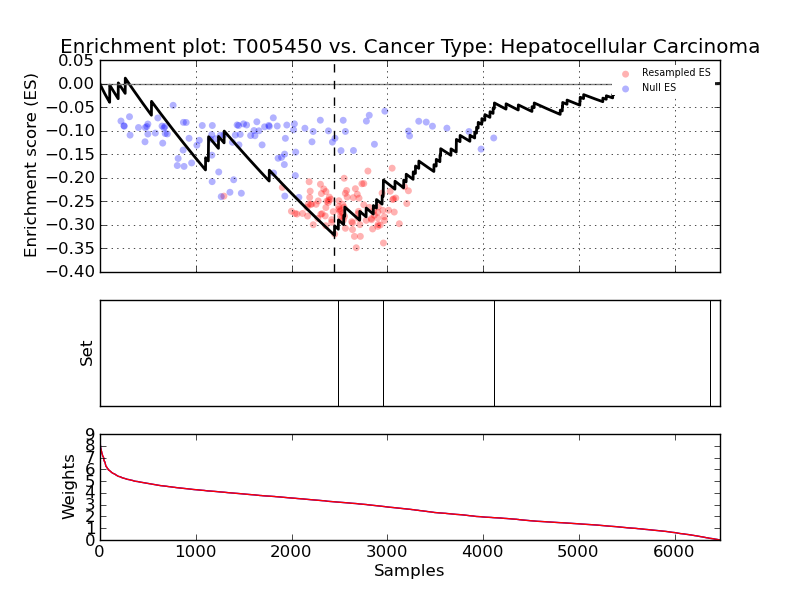 Enrichment plot: T005450 vs. Cancer Type: Hepatocellular Carcinoma
Enrichment score (ES)
0.05
0.00
−0.05
−0.10
−0.15
−0.20
−0.25
−0.30
−0.35
−0.40
Resampled ES
Null ES
Set
Weights
9
8
7
6
5
4
3
2
1
0
0 1000 2000 3000 4000 5000 6000
Samples